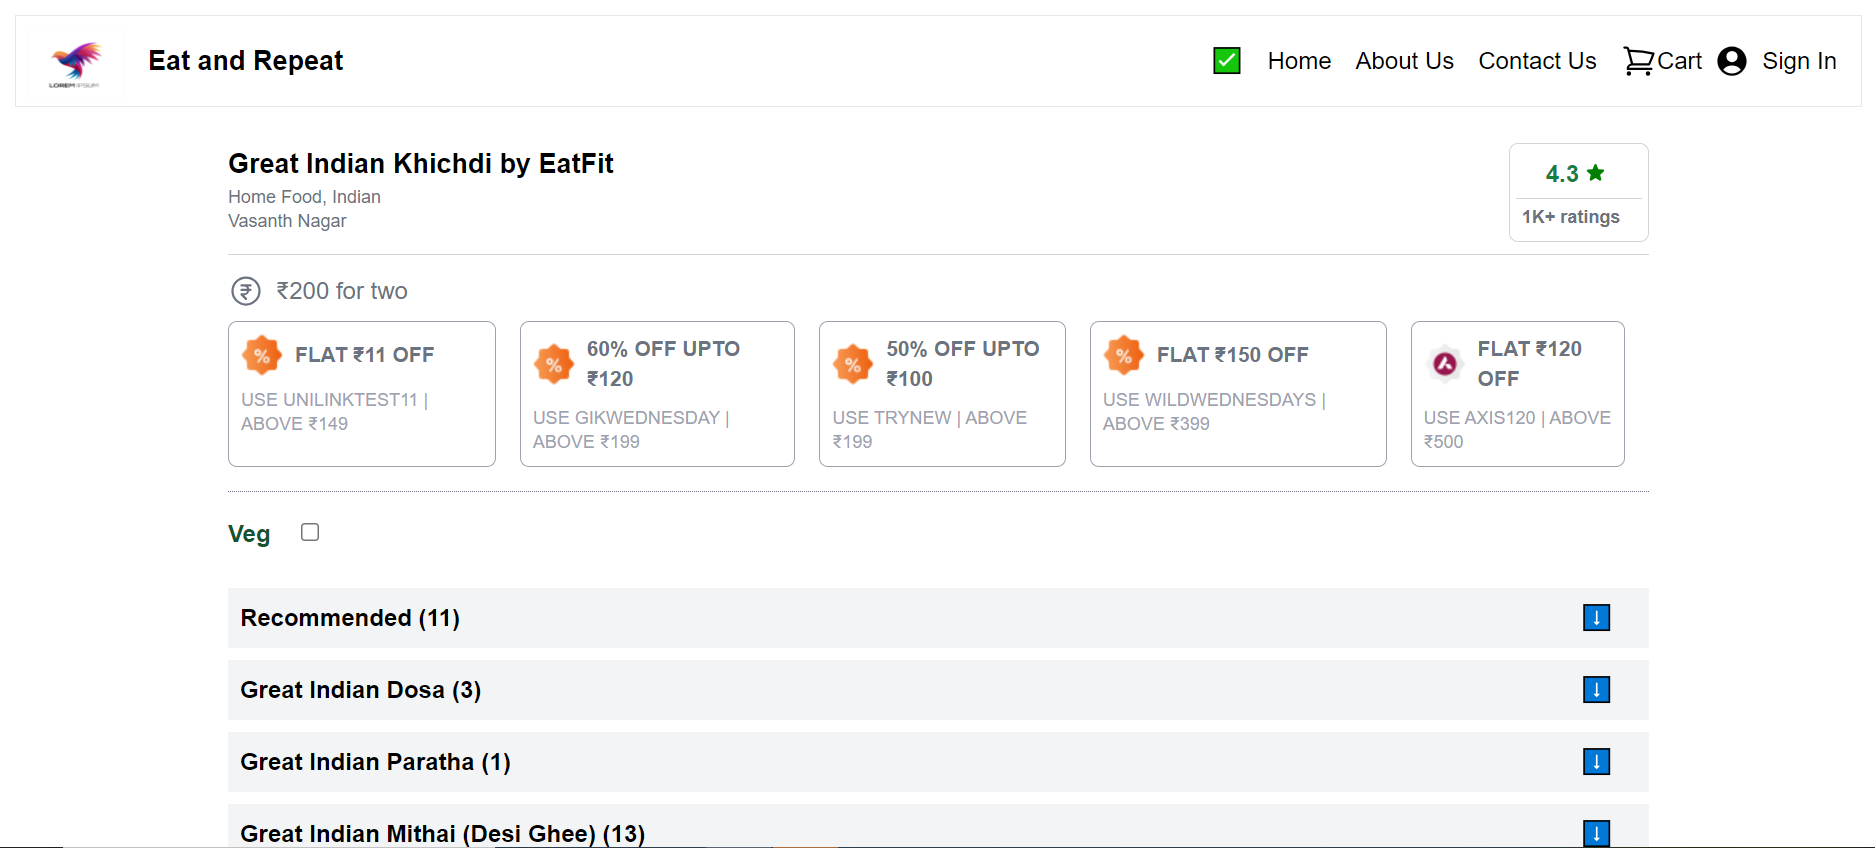 LOREM IPSUM
Eat and Repeat
Home
About Us
Contact Us
Cart
Sign In
Great Indian Khichdi by EatFit
Home Food, Indian
Vasanth Nagar
4.3
1K+ ratings
₹200 for two
FLAT ₹11 OFF
USE UNILINKTEST11 |
ABOVE ₹149
60% OFF UPTO
₹120
USE GIKWEDNESDAY |
ABOVE ₹199
50% OFF UPTO
₹100
USE TRYNEW | ABOVE
₹199
FLAT ₹150 OFF
USE WILDWEDNESDAYS |
ABOVE ₹399
FLAT ₹120
OFF
USE AXIS120 | ABOVE
₹500
Veg
Recommended (11)
Great Indian Dosa (3)
Great Indian Paratha (1)
Great Indian Mithai (Desi Ghee) (13)